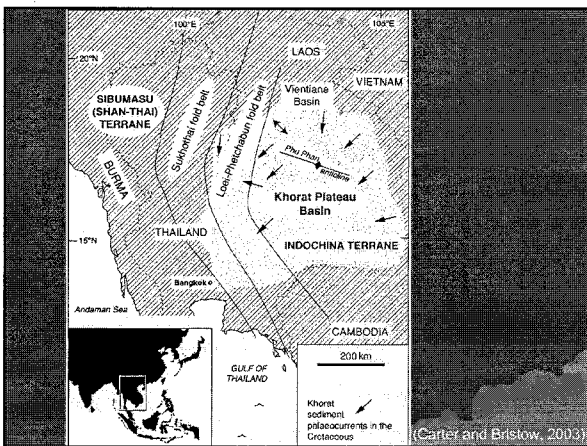 100°E
105°E
20°N
LAOS
VIETNAM
Vientiane
Basin
SIBUMASU
(SHAN-THAI)
TERRANE
Sukhothai fold belt
Loei-Phetchabun fold belt
BURMA
Phu Phan
anticline
Khorat Plateau
Basin
15°N
THAILAND
INDOCHINA TERRANE
Bangkok
Andaman Sea
CAMBODIA
GULF OF
THAILAND
200 km
Khorat
sediment
palaeocurrents in the
Cretaceous
(Carter and Bristow, 2003)